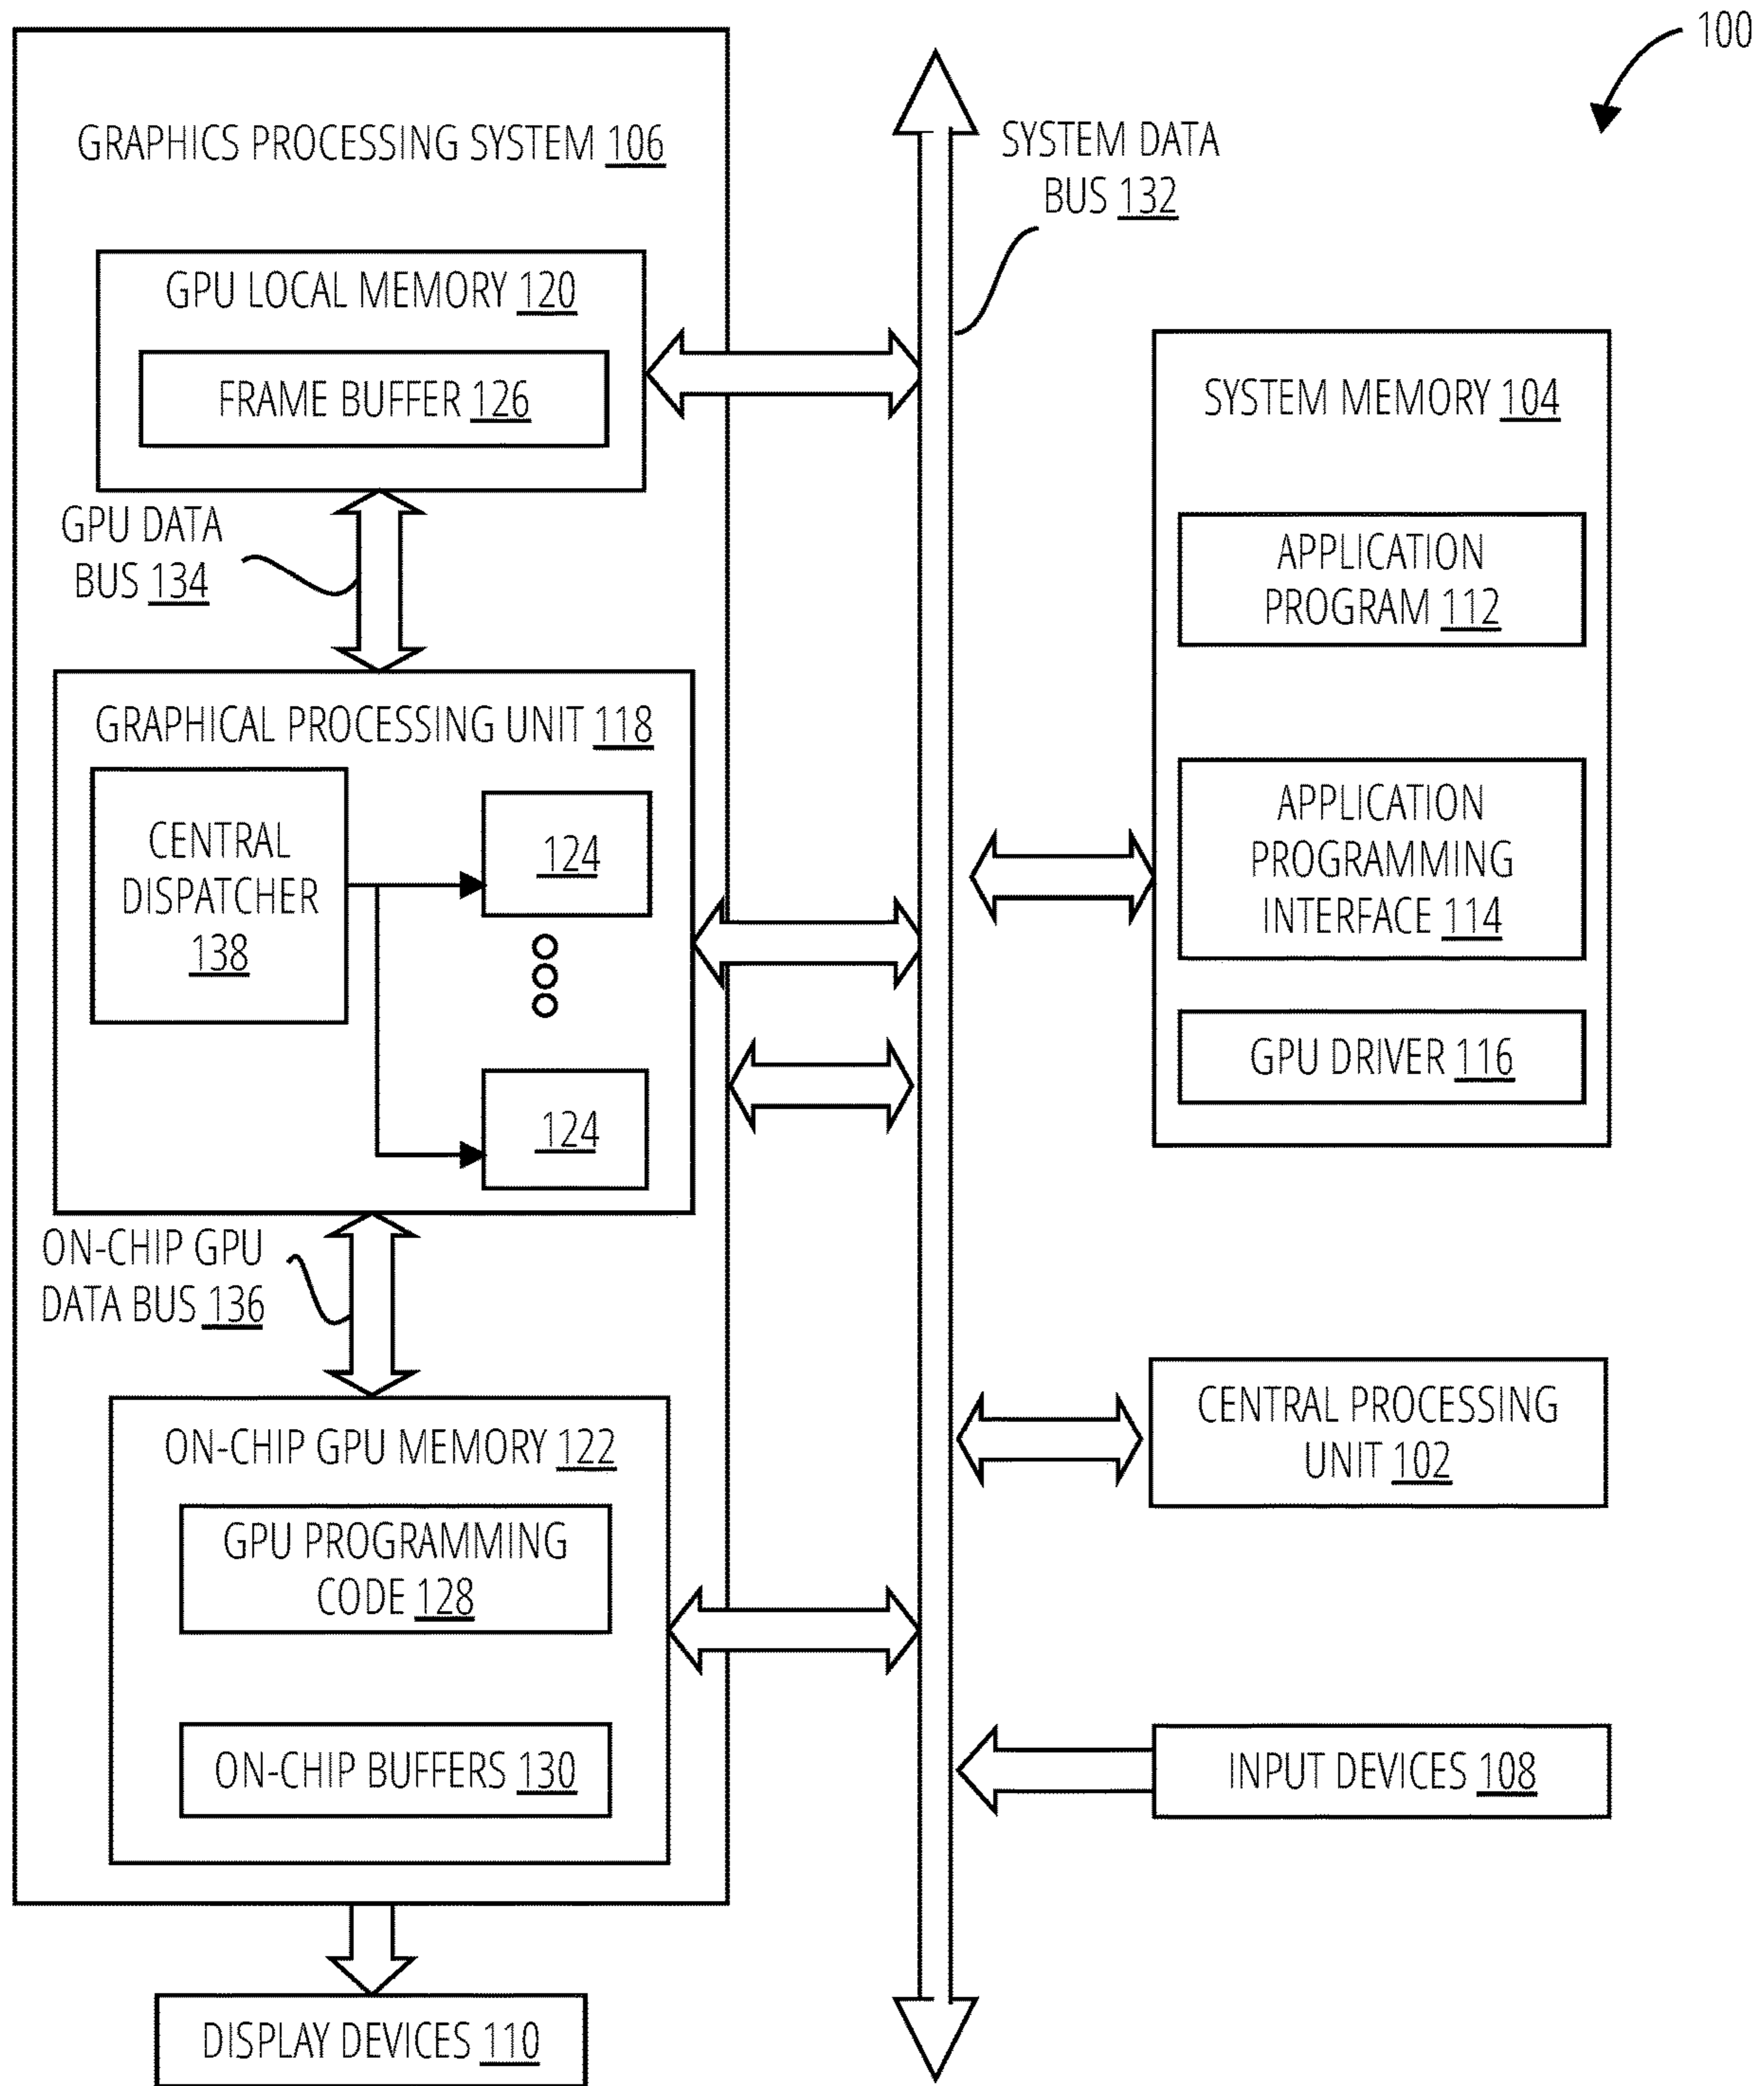 100
GRAPHICS PROCESSING SYSTEM 106
SYSTEM DATA
BUS 132
GPU LOCAL MEMORY 120
FRAME BUFFER 126
GPU DATA
BUS 134
GRAPHICAL PROCESSING UNIT 118
CENTRAL
DISPATCHER
138
124
124
ON-CHIP GPU
DATA BUS 136
ON-CHIP GPU MEMORY 122
GPU PROGRAMMING
CODE 128
ON-CHIP BUFFERS 130
DISPLAY DEVICES 110
SYSTEM MEMORY 104
APPLICATION
PROGRAM 112
APPLICATION
PROGRAMMING
INTERFACE 114
GPU DRIVER 116
CENTRAL PROCESSING
UNIT 102
INPUT DEVICES 108